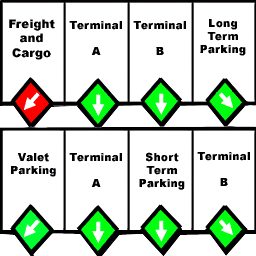 Freight
and
Cargo
Terminal
A
Terminal
B
Long
Term
Parking
Valet
Parking
Terminal
A
Short
Term
Parking
Terminal
B